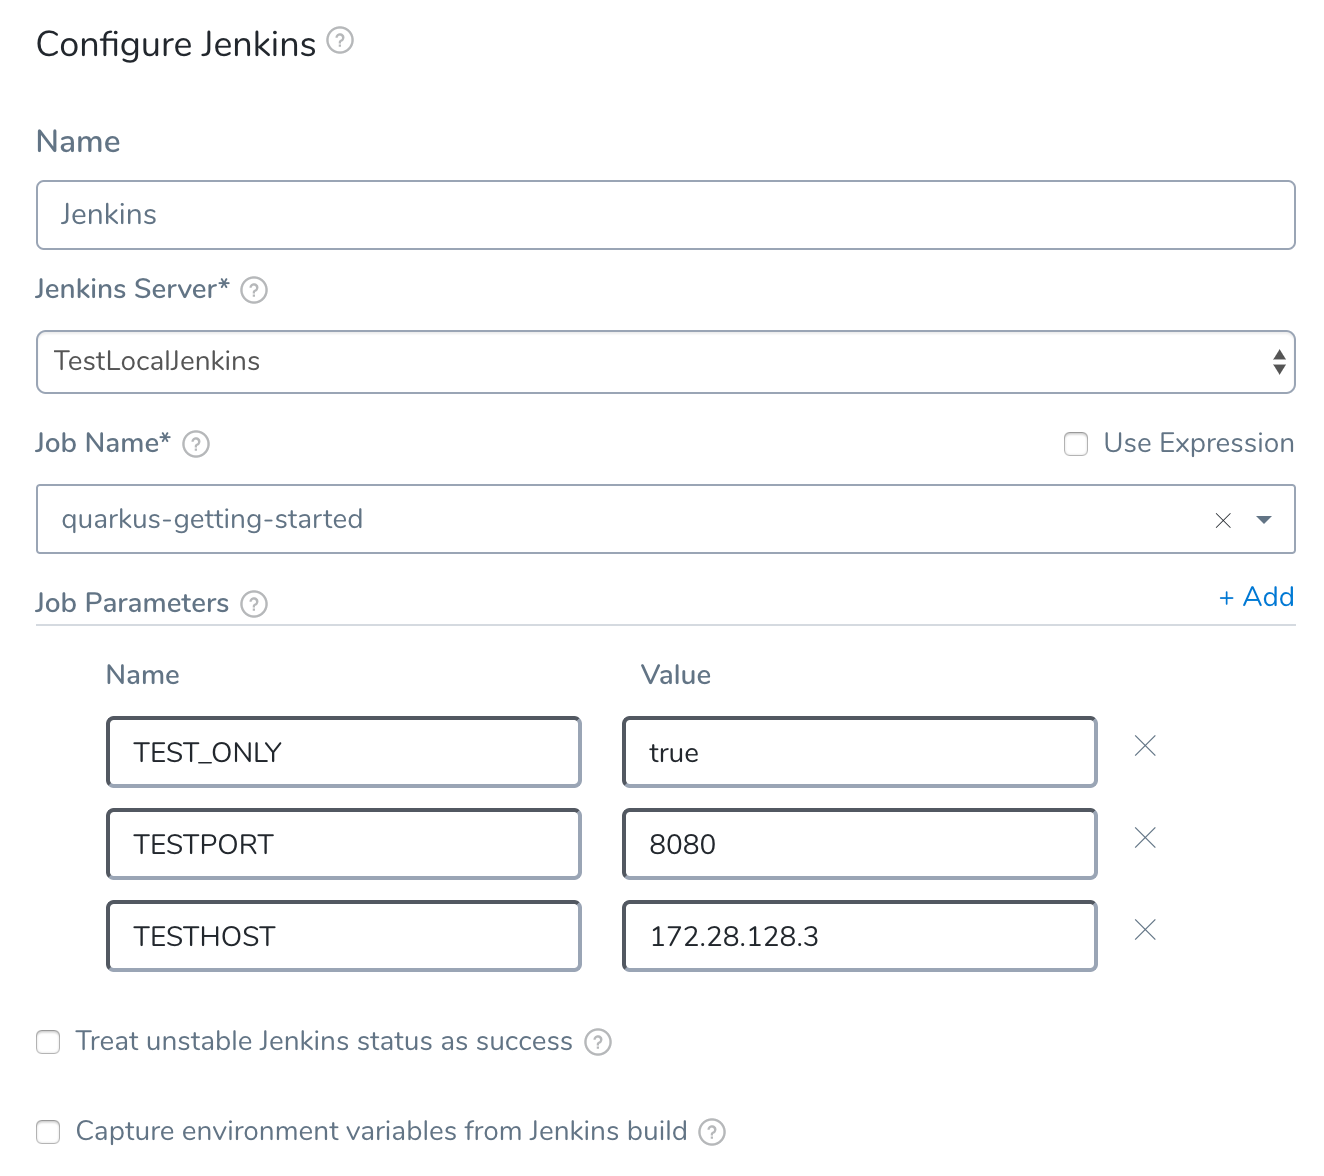 Configure Jenkins ?
Name
Jenkins
Jenkins Server* ?
TestLocalJenkins
Job Name* ? Use Expression
quarkus-getting-started
Job Parameters ? + Add
Name Value
TEST_ONLY true
TESTPORT 8080
TESTHOST 172.28.128.3
Treat unstable Jenkins status as success ?
Capture environment variables from Jenkins build ?